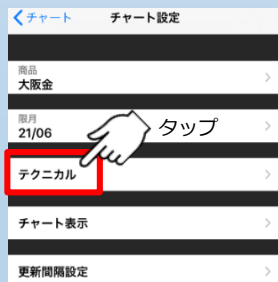 チャート チャート設定
商品
大阪金
限月
21/06
タップ
テクニカル
チャート表示
更新間隔設定